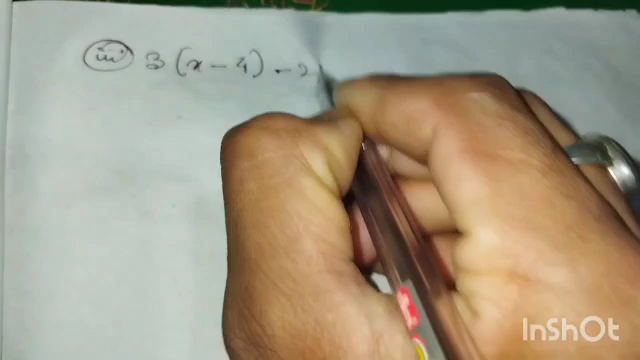 (iii) 3 (x - 4) - 2
InShOt